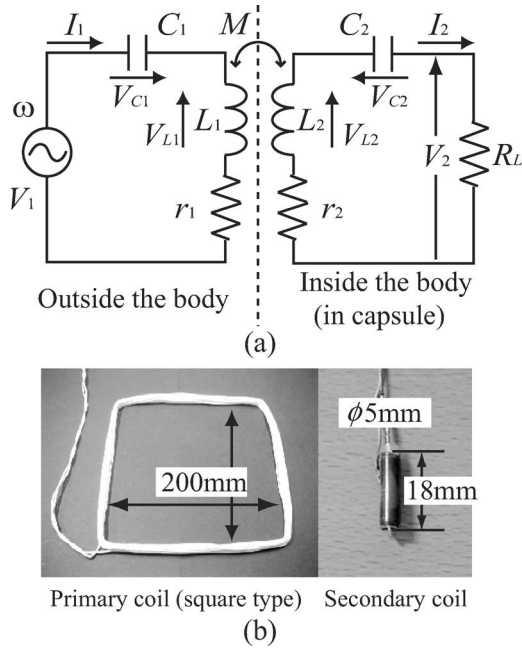 I1 C1 M C2 I2
VC1 VC2
ω VL1 L1 L2 VL2 V2 RL
V1 r1 r2
Outside the body
Inside the body
(in capsule)
(a)
ϕ5mm
200mm
18mm
Primary coil (square type)
Secondary coil
(b)